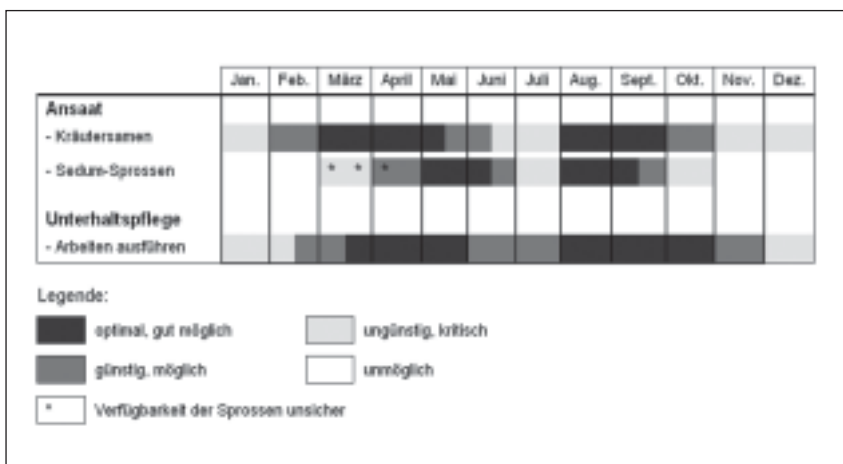 Jan. Feb. März April Mai Juni Juli Aug. Sept. Okt. Nov. Dez.
Ansaat
- Kräutersamen
- Sedum-Sprossen * * *
Unterhaltspflege
- Arbeiten ausführen
Legende:
optimal, gut möglich ungünstig, kritisch
günstig, möglich unmöglich
* Verfügbarkeit der Sprossen unsicher